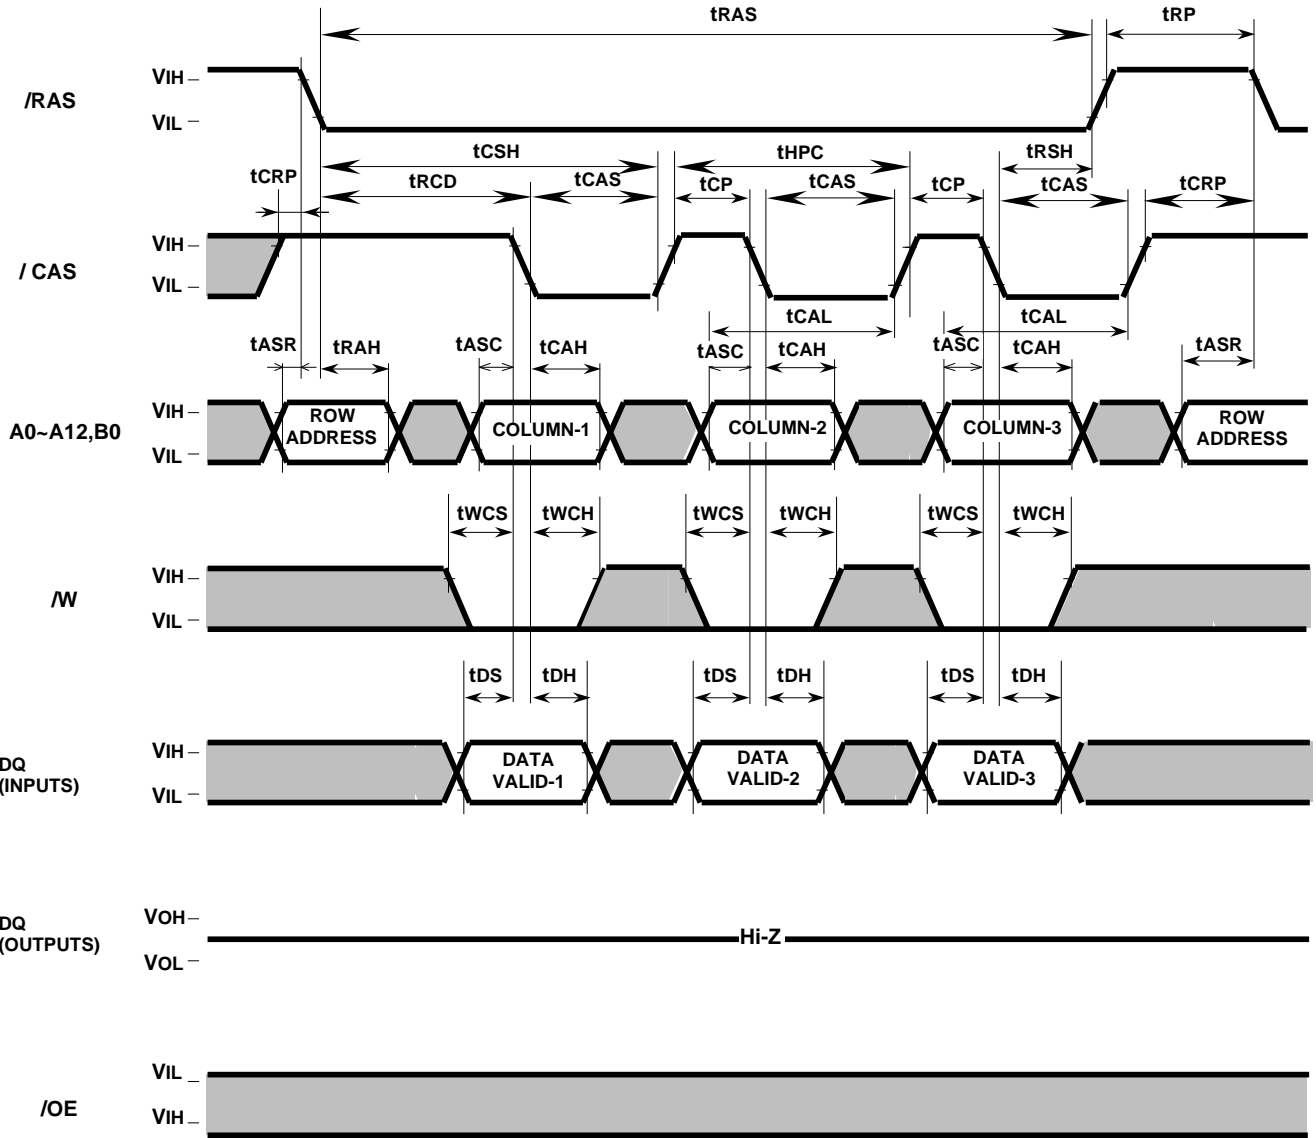 tRAS
tRP
VIH
/RAS
VIL
tCSH
tHPC
tRSH
tCRP
tRCD
tCAS
tCP
tCAS
tCP
tCAS
tCRP
VIH
/ CAS
VIL
tCAL
tCAL
tASR
tRAH
tASC
tCAH
tASC
tCAH
tASC
tCAH
tASR
VIH
A0~A12,B0
VIL
ROW
ADDRESS
COLUMN-1
COLUMN-2
COLUMN-3
ROW
ADDRESS
tWCS
tWCH
tWCS
tWCH
tWCS
tWCH
VIH
/W
VIL
tDS
tDH
tDS
tDH
tDS
tDH
DQ
(INPUTS)
VIH
VIL
DATA
VALID-1
DATA
VALID-2
DATA
VALID-3
DQ
(OUTPUTS)
VOH
VOL
Hi-Z
VIL
/OE
VIH